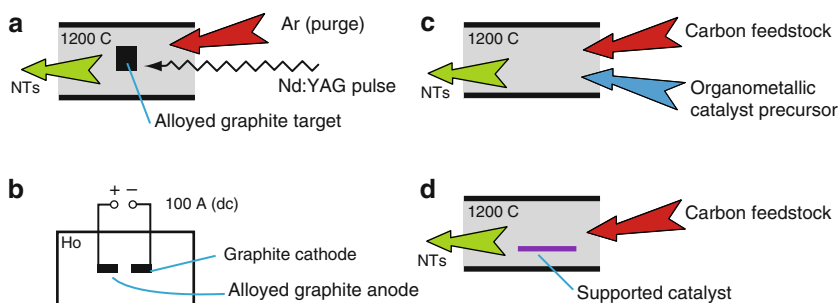 a
1200 C
Ar (purge)
NTs
Nd:YAG pulse
Alloyed graphite target
b
+ −
100 A (dc)
Ho
Graphite cathode
Alloyed graphite anode
c
1200 C
Carbon feedstock
NTs
Organometallic
catalyst precursor
d
1200 C
Carbon feedstock
NTs
Supported catalyst